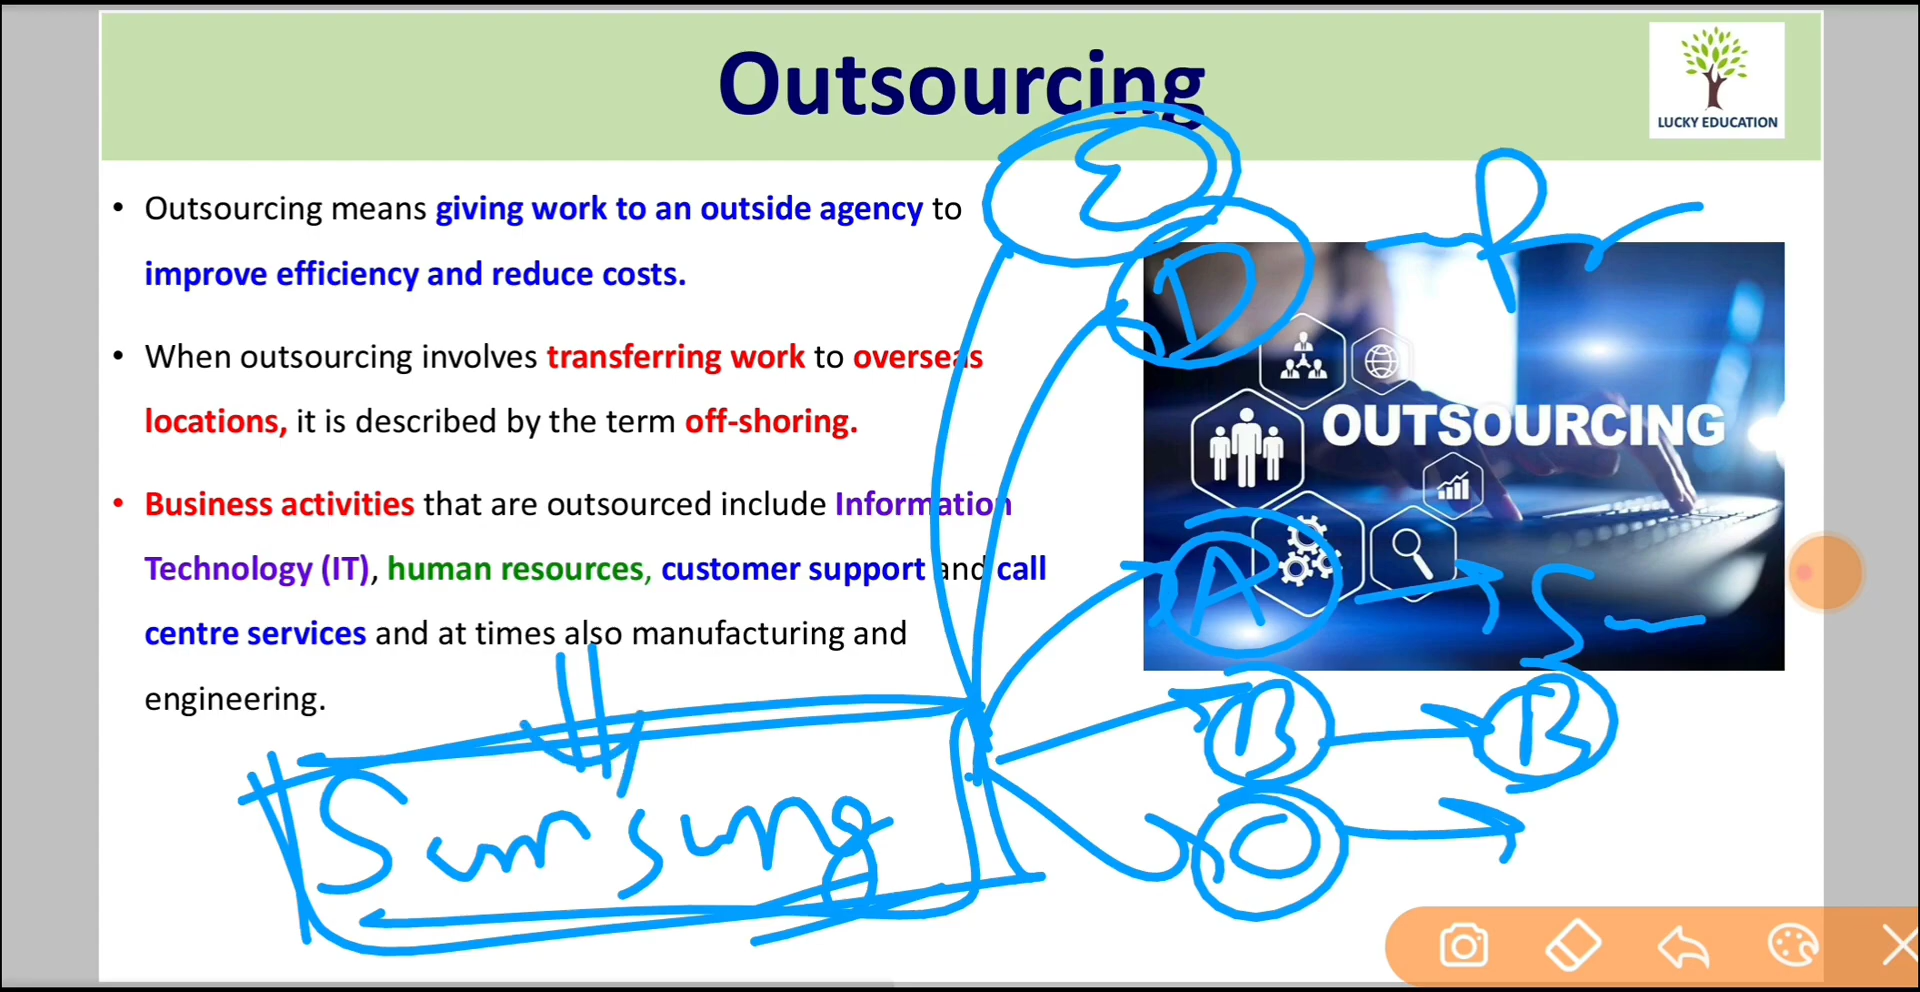 Outsourcing
LUCKY EDUCATION
• Outsourcing means giving work to an outside agency to
improve efficiency and reduce costs.
• When outsourcing involves transferring work to overseas
locations, it is described by the term off-shoring.
• Business activities that are outsourced include Information
Technology (IT), human resources, customer support and call
centre services and at times also manufacturing and
engineering.
E
D
OUTSOURCING
A
B
B
C
Samsung